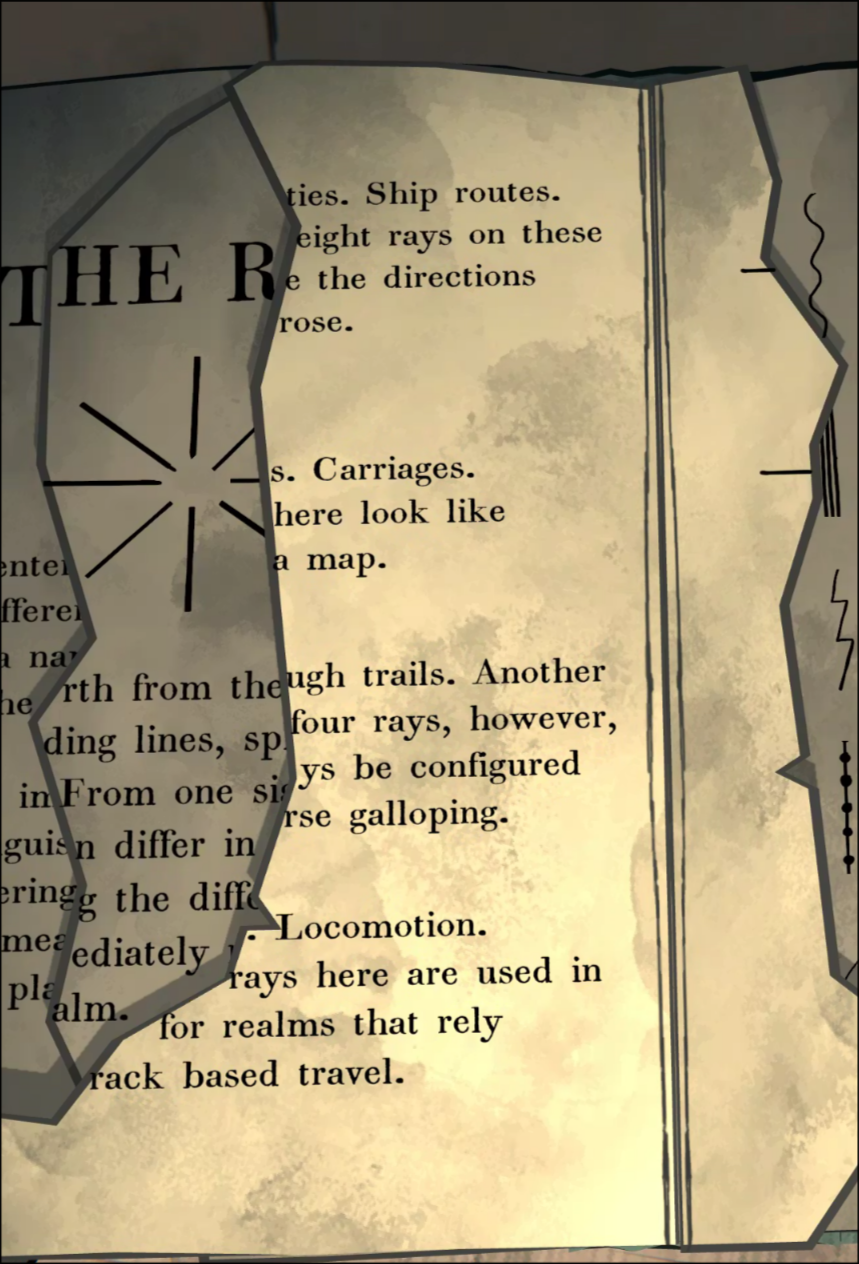 THE R
enter
fferer
a nar
he
in
guis
ering
mea
pla
rth from the
ding lines, sp
From one si
n differ in
g the diffe
ediately
alm.
ties. Ship routes.
eight rays on these
e the directions
rose.
s. Carriages.
here look like
a map.
ugh trails. Another
four rays, however,
ys be configured
rse galloping.
. Locomotion.
rays here are used in
for realms that rely
rack based travel.